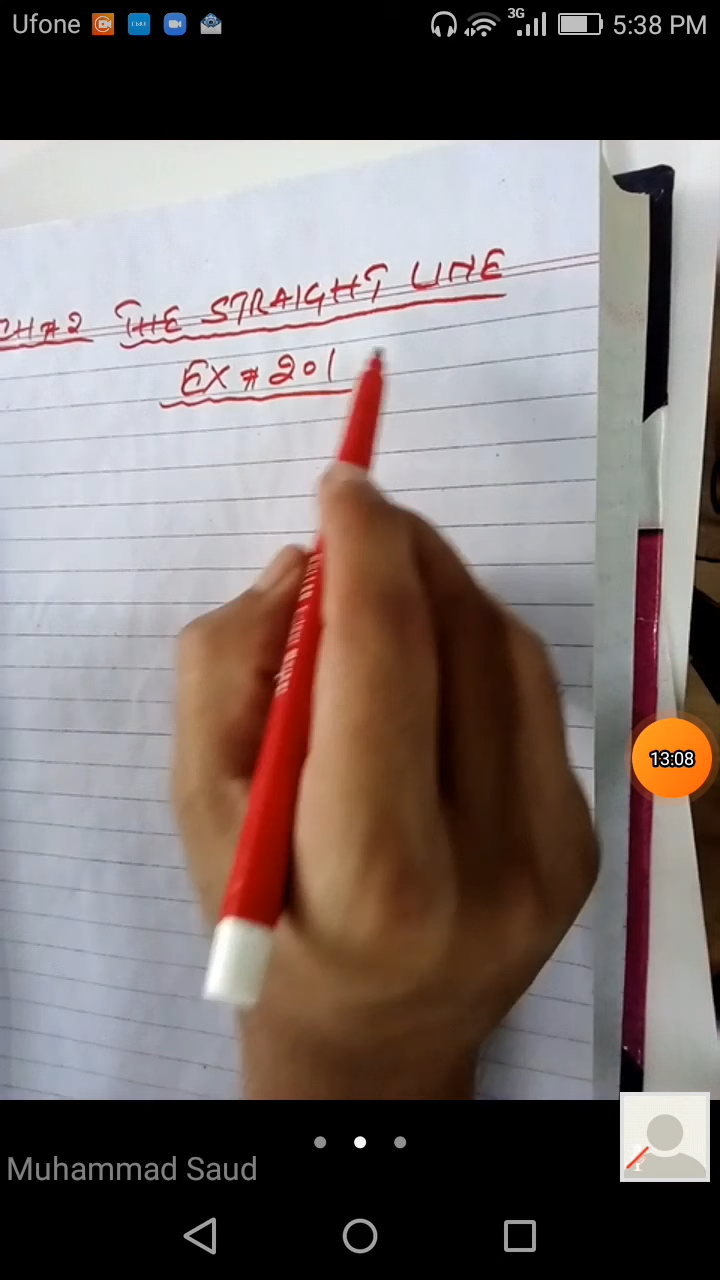 Ufone 3G 5:38 PM
CH # 2 THE STRAIGHT LINE
EX # 2.1
13:08
Muhammad Saud